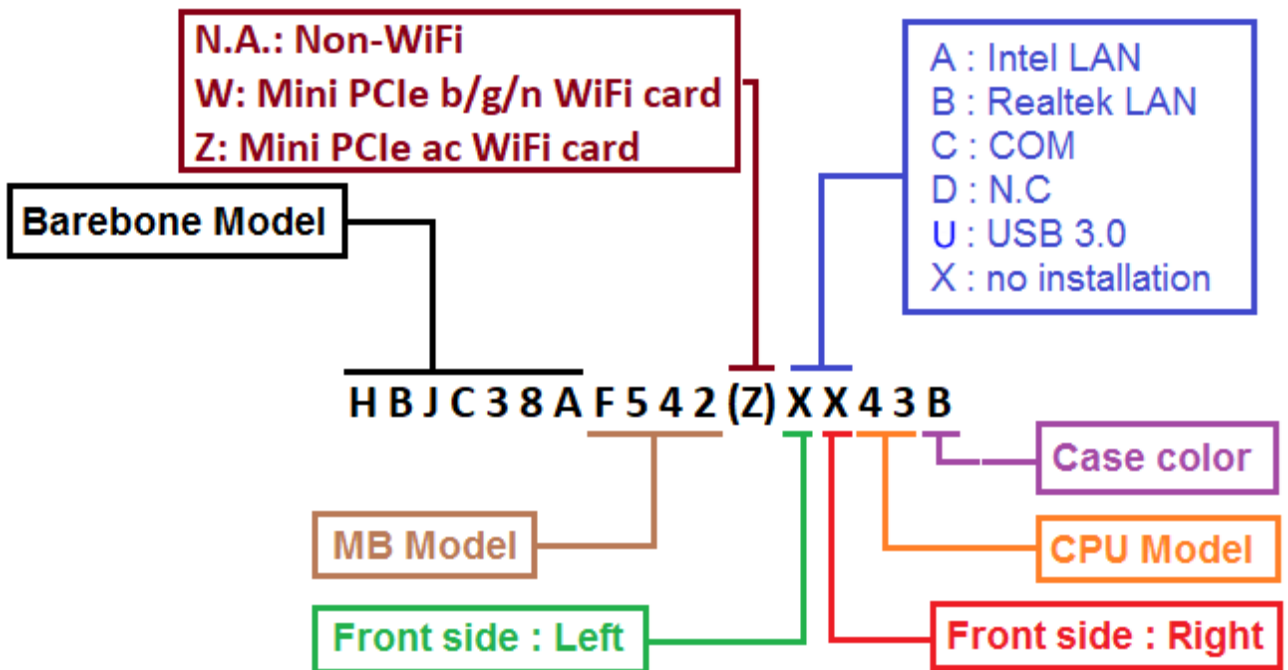 N.A.: Non-WiFi
W: Mini PCIe b/g/n WiFi card
Z: Mini PCIe ac WiFi card
A : Intel LAN
B : Realtek LAN
C : COM
D : N.C
U : USB 3.0
X : no installation
Barebone Model
H B J C 3 8 A F 5 4 2 (Z) X X 4 3 B
Case color
MB Model
CPU Model
Front side : Left
Front side : Right